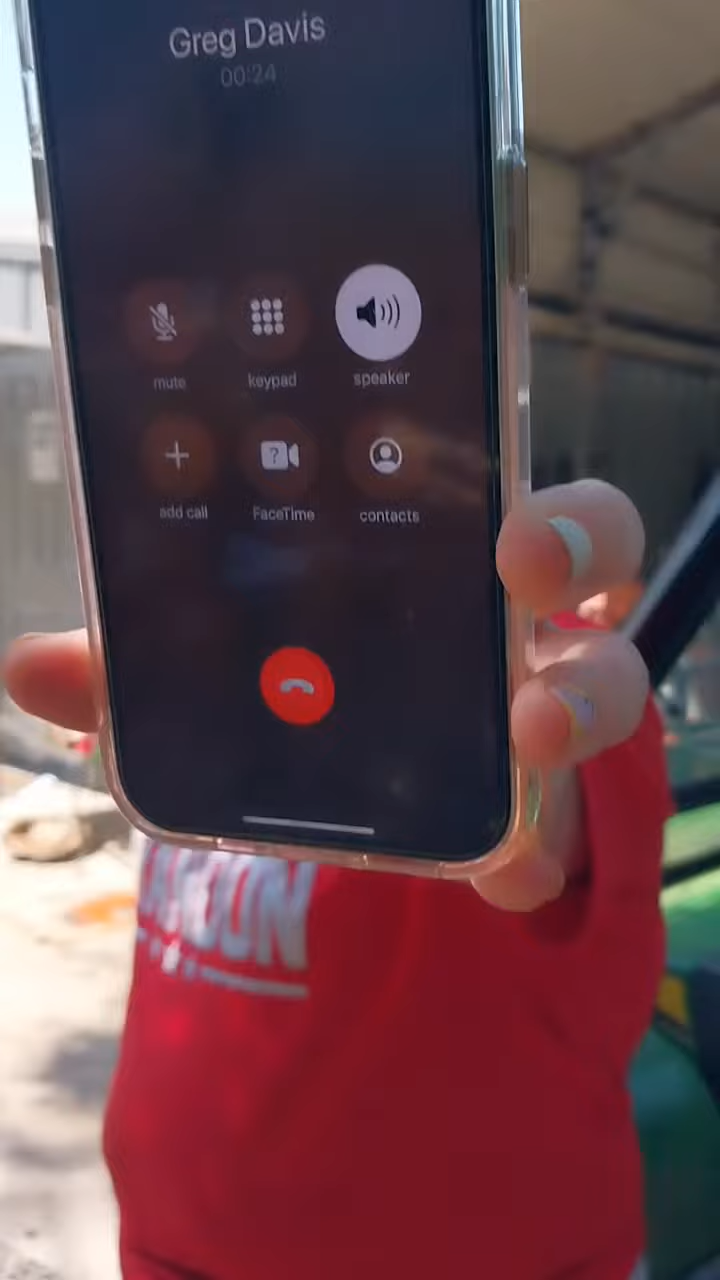 Greg Davis
00:24
mute keypad speaker
?
add call FaceTime contacts